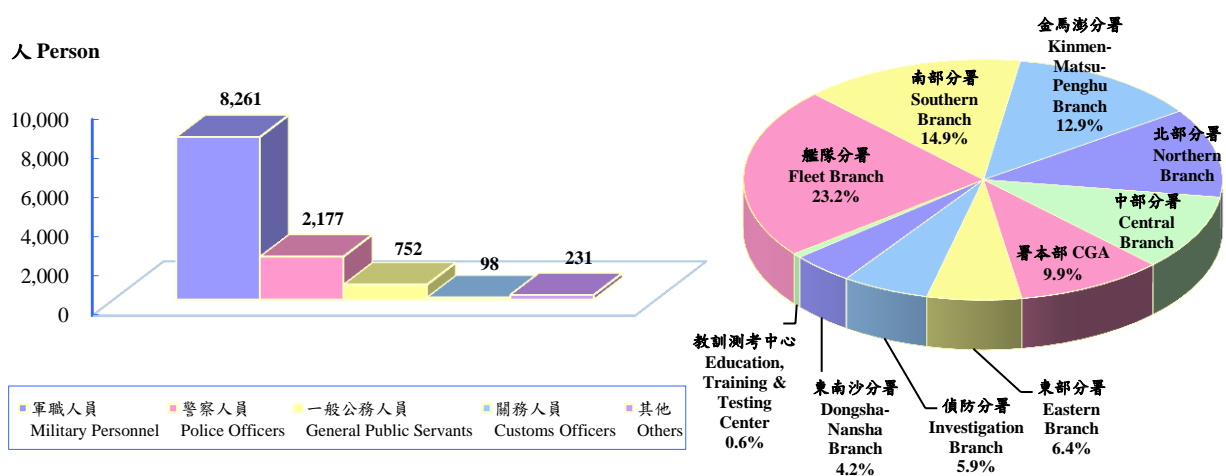 人 Person
8,261
2,177
752
98
231
10,000
8,000
6,000
4,000
2,000
0
軍職人員
Military Personnel
警察人員
Police Officers
一般公務人員
General Public Servants
關務人員
Customs Officers
其他
Others
金馬澎分署
Kinmen-
Matsu-
Penghu
Branch
12.9%
南部分署
Southern
Branch
14.9%
北部分署
Northern
Branch
艦隊分署
Fleet Branch
23.2%
中部分署
Central
Branch
署本部 CGA
9.9%
教訓測考中心
Education,
Training &
Testing
Center
0.6%
東南沙分署
Dongsha-
Nansha
Branch
4.2%
偵防分署
Investigation
Branch
5.9%
東部分署
Eastern
Branch
6.4%